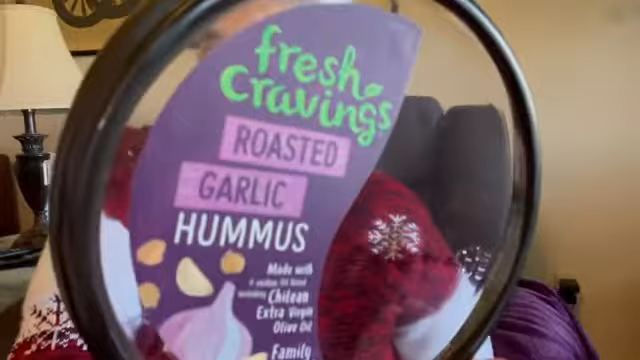 fresh
cravings
ROASTED
GARLIC
HUMMUS
Made with
Chilean
Extra Virgin
Olive Oil
Family